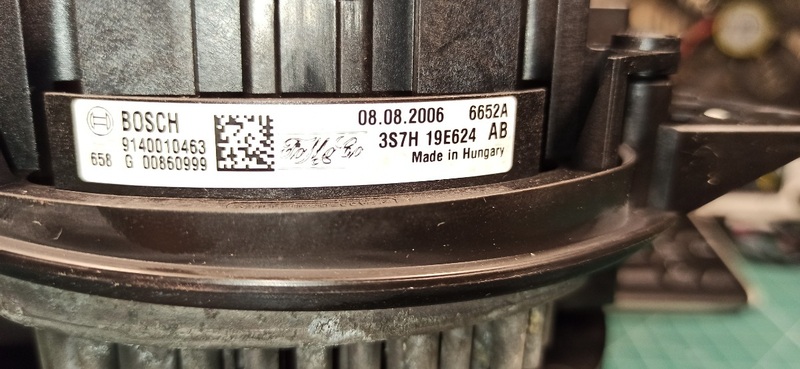 BOSCH
9140010463
658 G 00860999
08.08.2006 6652A
3S7H 19E624 AB
Made in Hungary